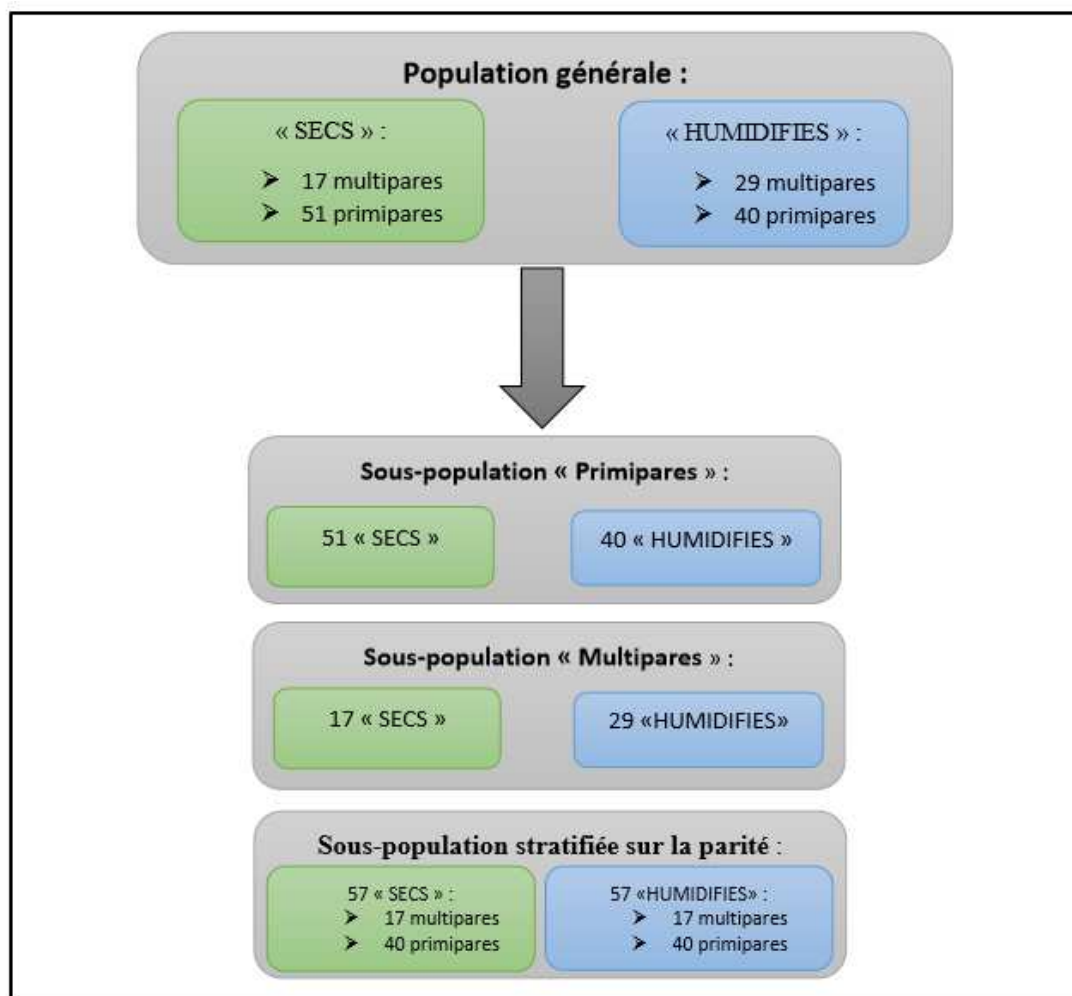 Population générale :
« SECS » :
➤ 17 multipares
➤ 51 primipares
« HUMIDIFIES » :
➤ 29 multipares
➤ 40 primipares
Sous-population « Primipares » :
51 « SECS »
40 « HUMIDIFIES »
Sous-population « Multipares » :
17 « SECS »
29 «HUMIDIFIES»
Sous-population stratifiée sur la parité :
57 « SECS » :
➤ 17 multipares
➤ 40 primipares
57 «HUMIDIFIES» :
➤ 17 multipares
➤ 40 primipares